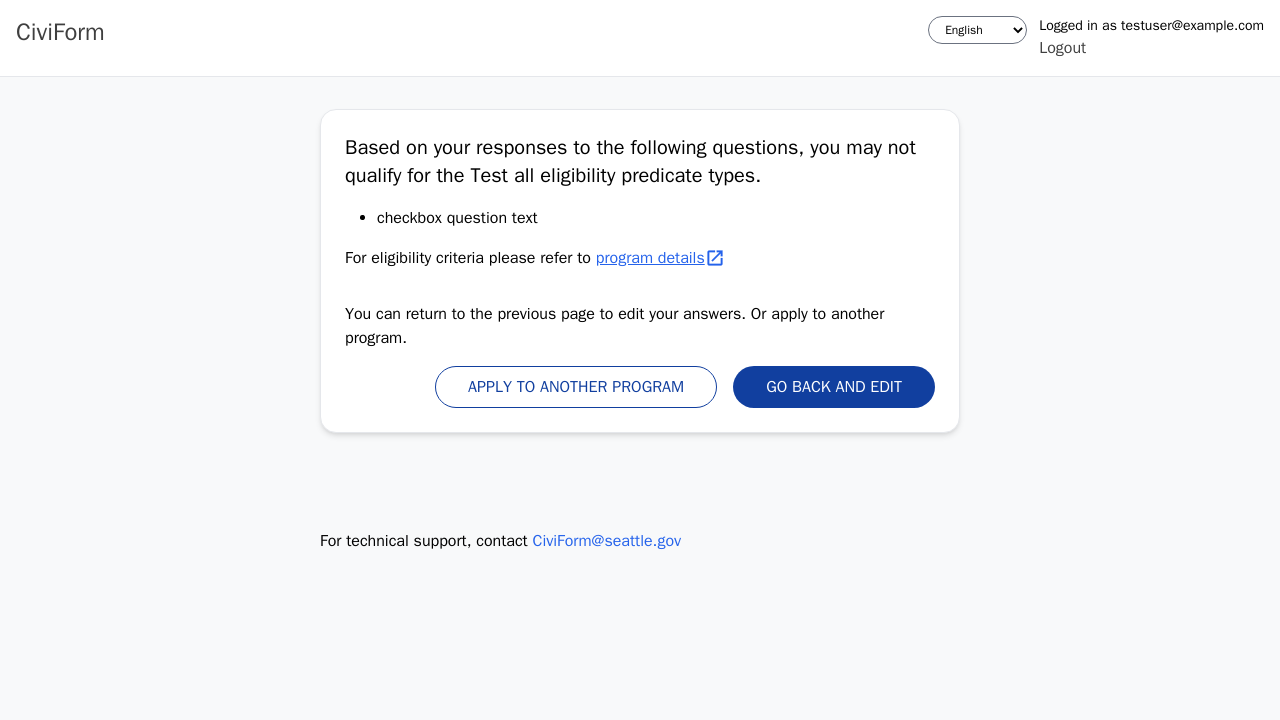 CiviForm
English
Logged in as testuser@example.com
Logout
Based on your responses to the following questions, you may not
qualify for the Test all eligibility predicate types.
checkbox question text
For eligibility criteria please refer to program details
You can return to the previous page to edit your answers. Or apply to another
program.
APPLY TO ANOTHER PROGRAM
GO BACK AND EDIT
For technical support, contact CiviForm@seattle.gov